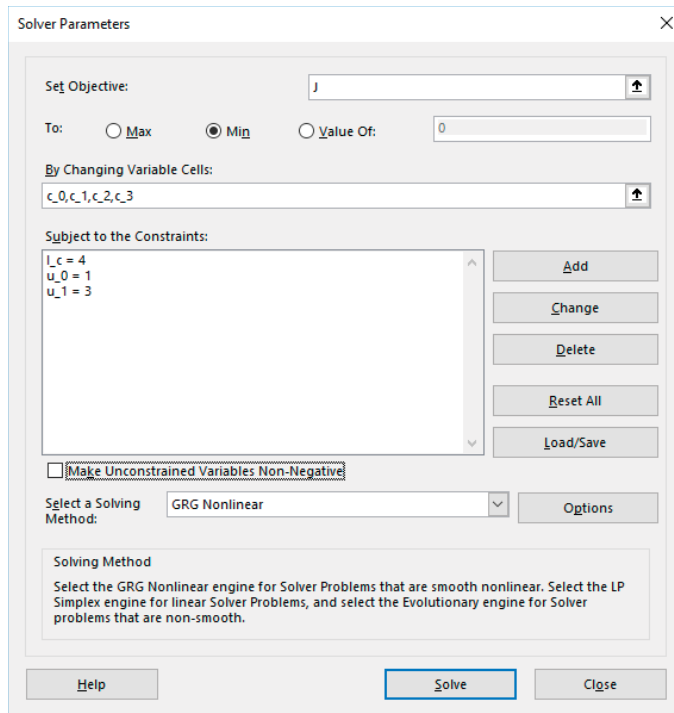 Solver Parameters
Set Objective:
J
To:
Max
Min
Value Of:
0
By Changing Variable Cells:
c_0,c_1,c_2,c_3
Subject to the Constraints:
I_c = 4
u_0 = 1
u_1 = 3
Add
Change
Delete
Reset All
Load/Save
Make Unconstrained Variables Non-Negative
Select a Solving
Method:
GRG Nonlinear
Options
Solving Method
Select the GRG Nonlinear engine for Solver Problems that are smooth nonlinear. Select the LP
Simplex engine for linear Solver Problems, and select the Evolutionary engine for Solver
problems that are non-smooth.
Help
Solve
Close